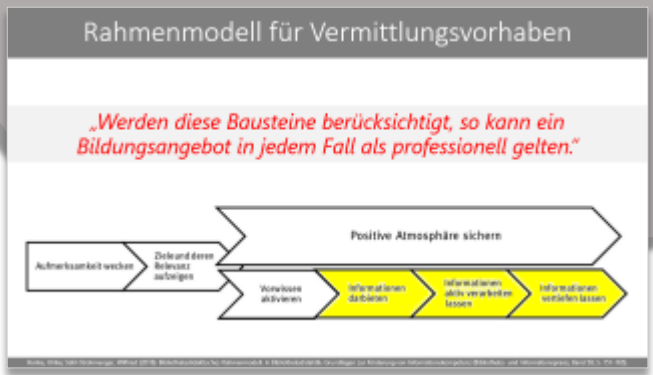 Rahmenmodell für Vermittlungsvorhaben
„Werden diese Bausteine berücksichtigt, so kann ein
Bildungsangebot in jedem Fall als professionell gelten.“
Positive Atmosphäre sichern
Aufmerksamkeit wecken
Ziele und deren
Relevanz
aufzeigen
Vorwissen
aktivieren
Informationen
darbieten
Informationen
aktiv verarbeiten
lassen
Informationen
vertiefen lassen